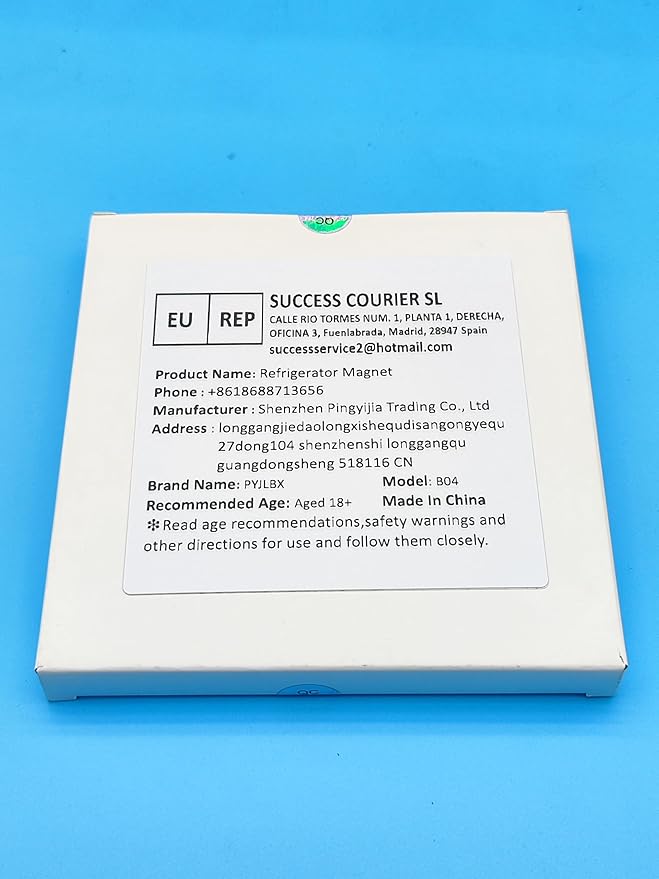 QC
EU REP
SUCCESS COURIER SL
CALLE RIO TORMES NUM. 1, PLANTA 1, DERECHA,
OFICINA 3, Fuenlabrada, Madrid, 28947 Spain
successservice2@hotmail.com
Product Name: Refrigerator Magnet
Phone : +8618688713656
Manufacturer : Shenzhen Pingyijia Trading Co., Ltd
Address : longgangjiedaolongxishequdisangongyequ
27dong104 shenzhenshi longgangqu
guangdongsheng 518116 CN
Brand Name: PYJLBX Model: B04
Recommended Age: Aged 18+ Made In China
✻Read age recommendations,safety warnings and
other directions for use and follow them closely.